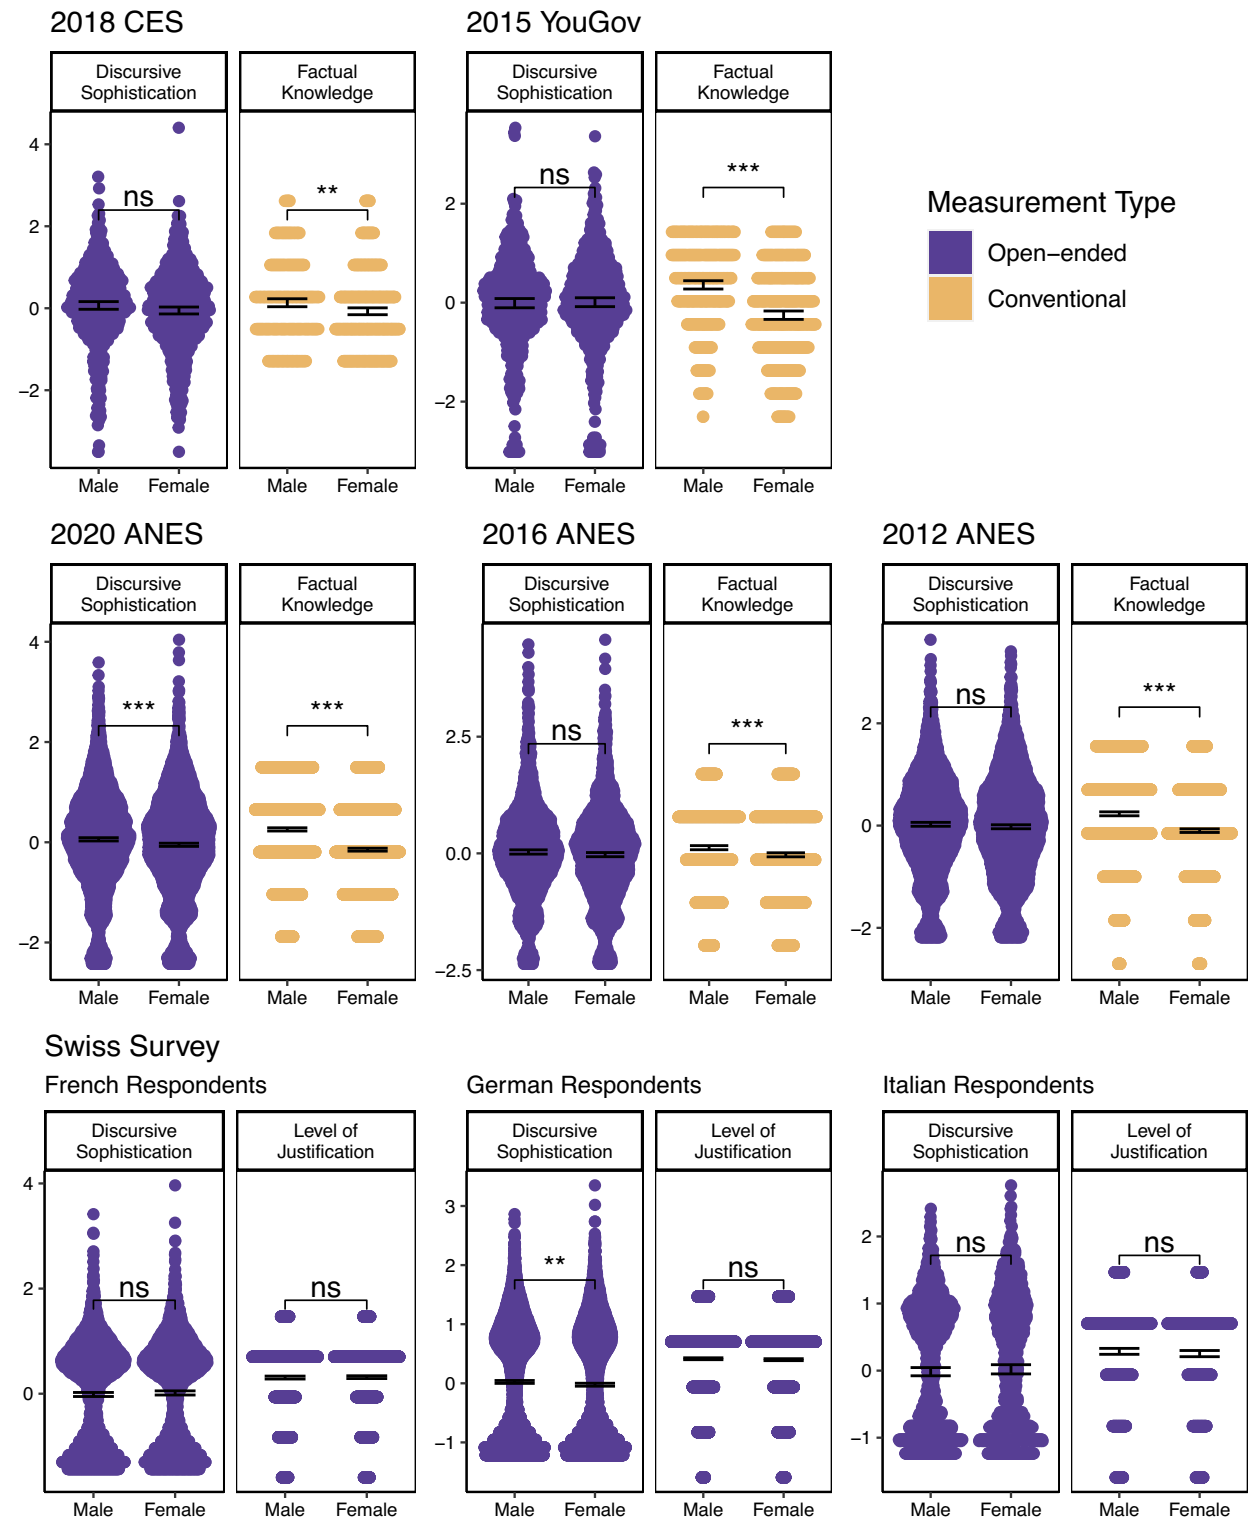 2018 CES
2015 YouGov
Discursive
Sophistication
Factual
Knowledge
Discursive
Sophistication
Factual
Knowledge
4
2
0
−2
ns
**
2
0
−2
ns
***
Male
Female
Male
Female
Male
Female
Male
Female
Measurement Type
Open−ended
Conventional
2020 ANES
2016 ANES
2012 ANES
Discursive
Sophistication
Factual
Knowledge
Discursive
Sophistication
Factual
Knowledge
Discursive
Sophistication
Factual
Knowledge
4
2
0
−2
***
***
2.5
0.0
−2.5
ns
***
2
0
−2
ns
***
Male
Female
Male
Female
Male
Female
Male
Female
Male
Female
Male
Female
Swiss Survey
French Respondents
German Respondents
Italian Respondents
Discursive
Sophistication
Level of
Justification
Discursive
Sophistication
Level of
Justification
Discursive
Sophistication
Level of
Justification
4
2
0
ns
ns
3
2
1
0
−1
**
ns
2
1
0
−1
ns
ns
Male
Female
Male
Female
Male
Female
Male
Female
Male
Female
Male
Female